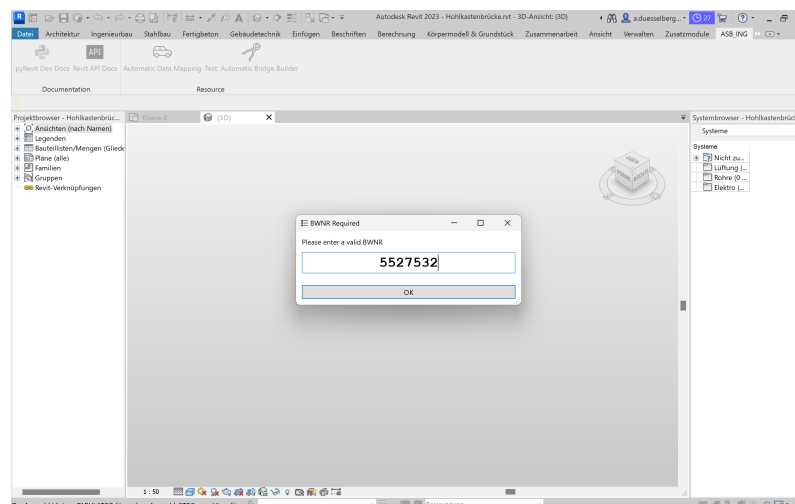 Autodesk Revit 2023 - Hohlkastenbrücke.rvt - 3D-Ansicht: {3D}
a.duesselberg...
27
Datei Architektur Ingenieurbau Stahlbau Fertigbeton Gebäudetechnik Einfügen Beschriften Berechnung Körpermodell & Grundstück Zusammenarbeit Ansicht Verwalten Zusatzmodule ASB_ING
API
pyRevit Dev Docs Revit API Docs Automatic Data Mapping Test Automatic Bridge Builder
Documentation Resource
Projektbrowser - Hohlkastenbrüc... Ebene 0 {3D} Systembrowser - Hohlkastenbrüc
Ansichten (nach Namen)
Legenden
Bauteillisten/Mengen (Gliede
Pläne (alle)
Familien
Gruppen
Revit-Verknüpfungen
Systeme
Systeme
Nicht zu...
Lüftung (...
Rohre (0 ...
Elektro (...
BWNR Required
Please enter a valid BWNR
5527532
OK
1 : 50